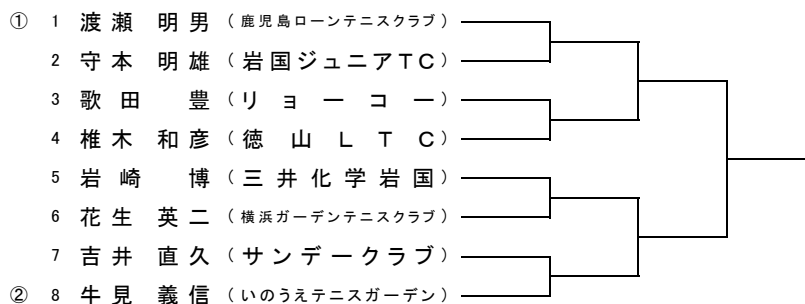 ① 1 渡瀬 明男 (鹿児島ローンテニスクラブ)
2 守本 明雄 (岩国ジュニアTC)
3 歌田 豊 (リョーコー)
4 椎木 和彦 (徳山LTC)
5 岩崎 博 (三井化学岩国)
6 花生 英二 (横浜ガーデンテニスクラブ)
7 吉井 直久 (サンデークラブ)
② 8 牛見 義信 (いのうえテニスガーデン)